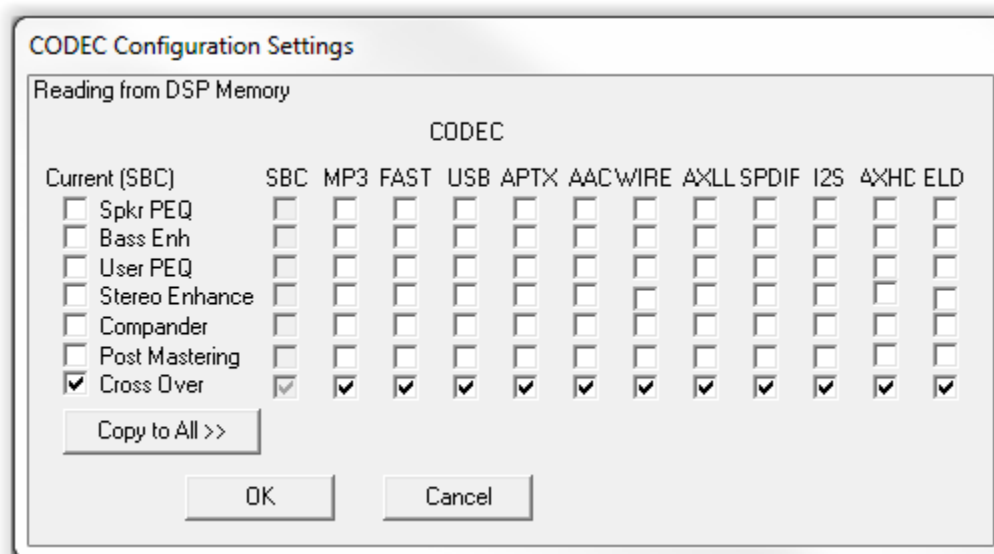 CODEC Configuration Settings
Reading from DSP Memory
CODEC
Current (SBC) SBC MP3 FAST USB APTX AAC WIRE AXLL SPDIF I2S AXHD ELD
Spkr PEQ
Bass Enh
User PEQ
Stereo Enhance
Compander
Post Mastering
Cross Over
Copy to All >>
OK Cancel